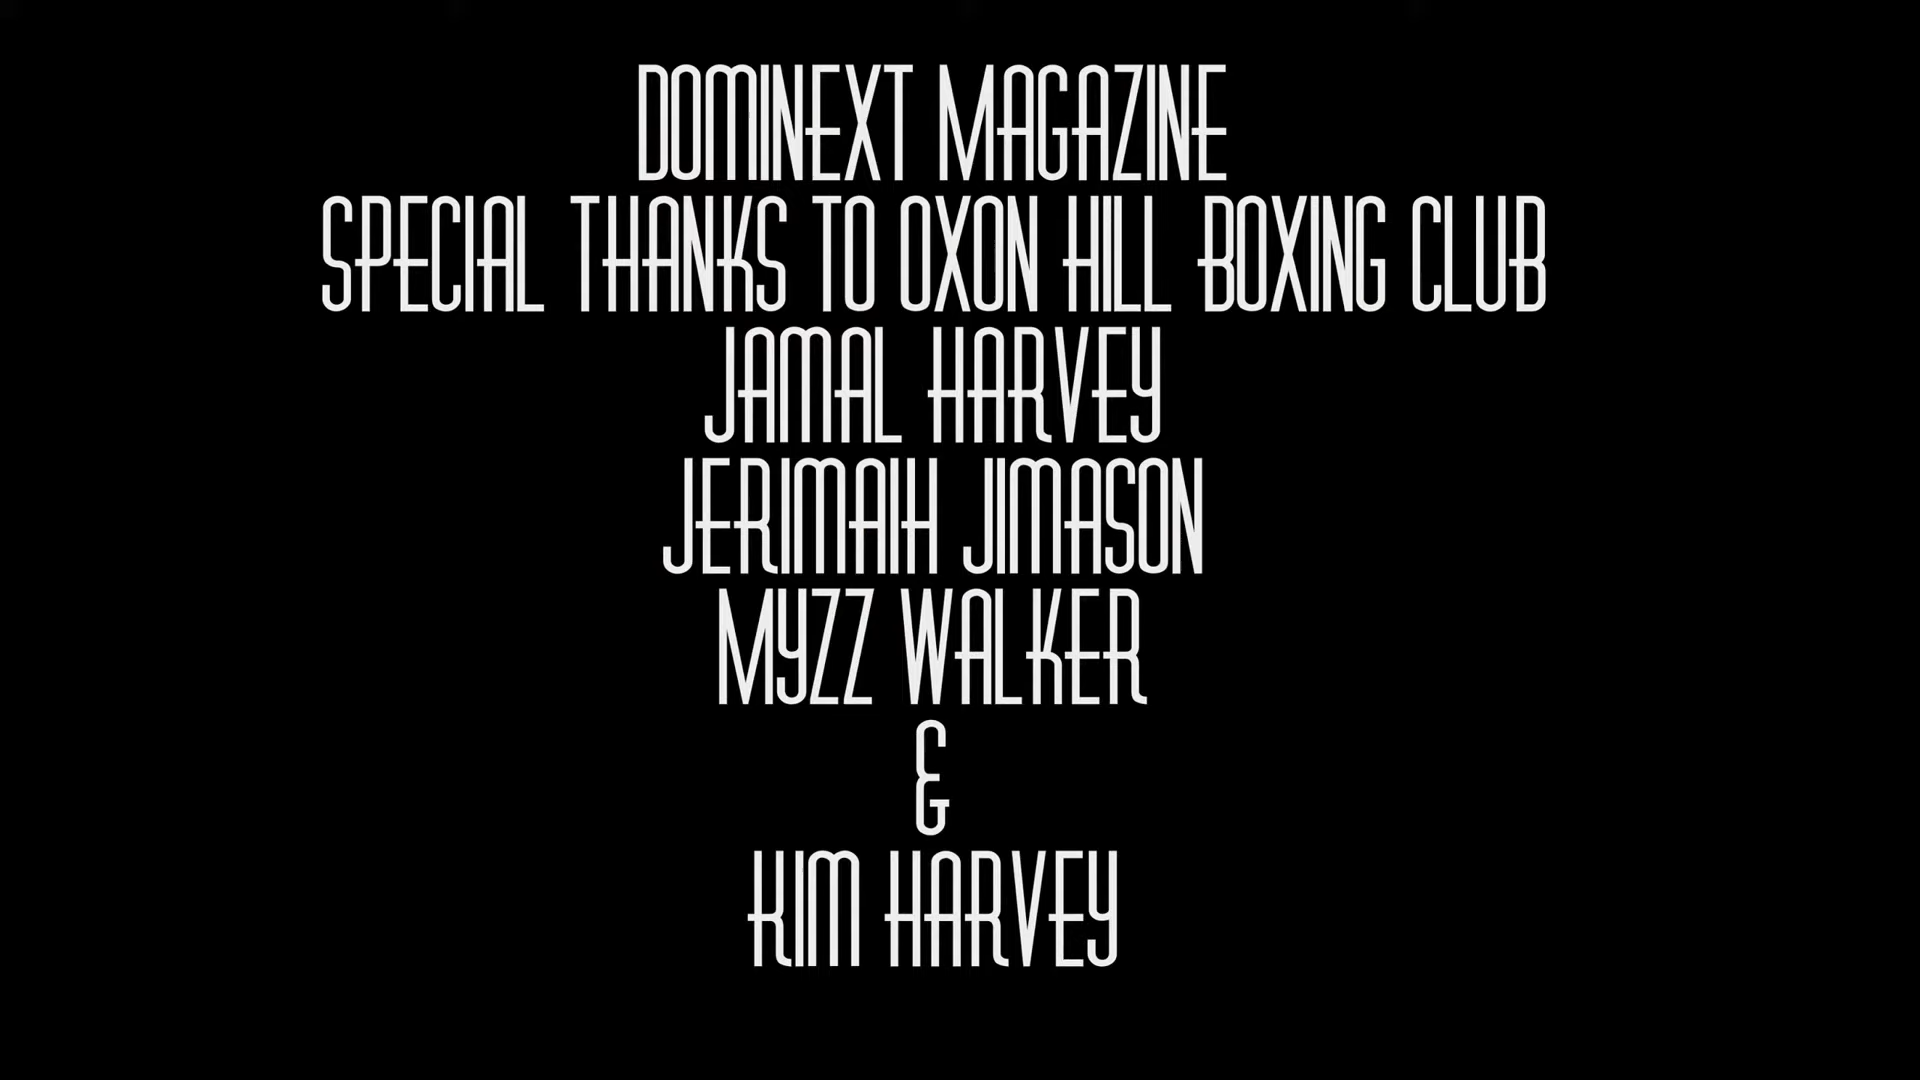 DOMINEXT MAGAZINE
SPECIAL THANKS TO OXON HILL BOXING CLUB
JAMAL HARVEY
JERIMAIH JIMASON
MYZZ WALKER
&
KIM HARVEY